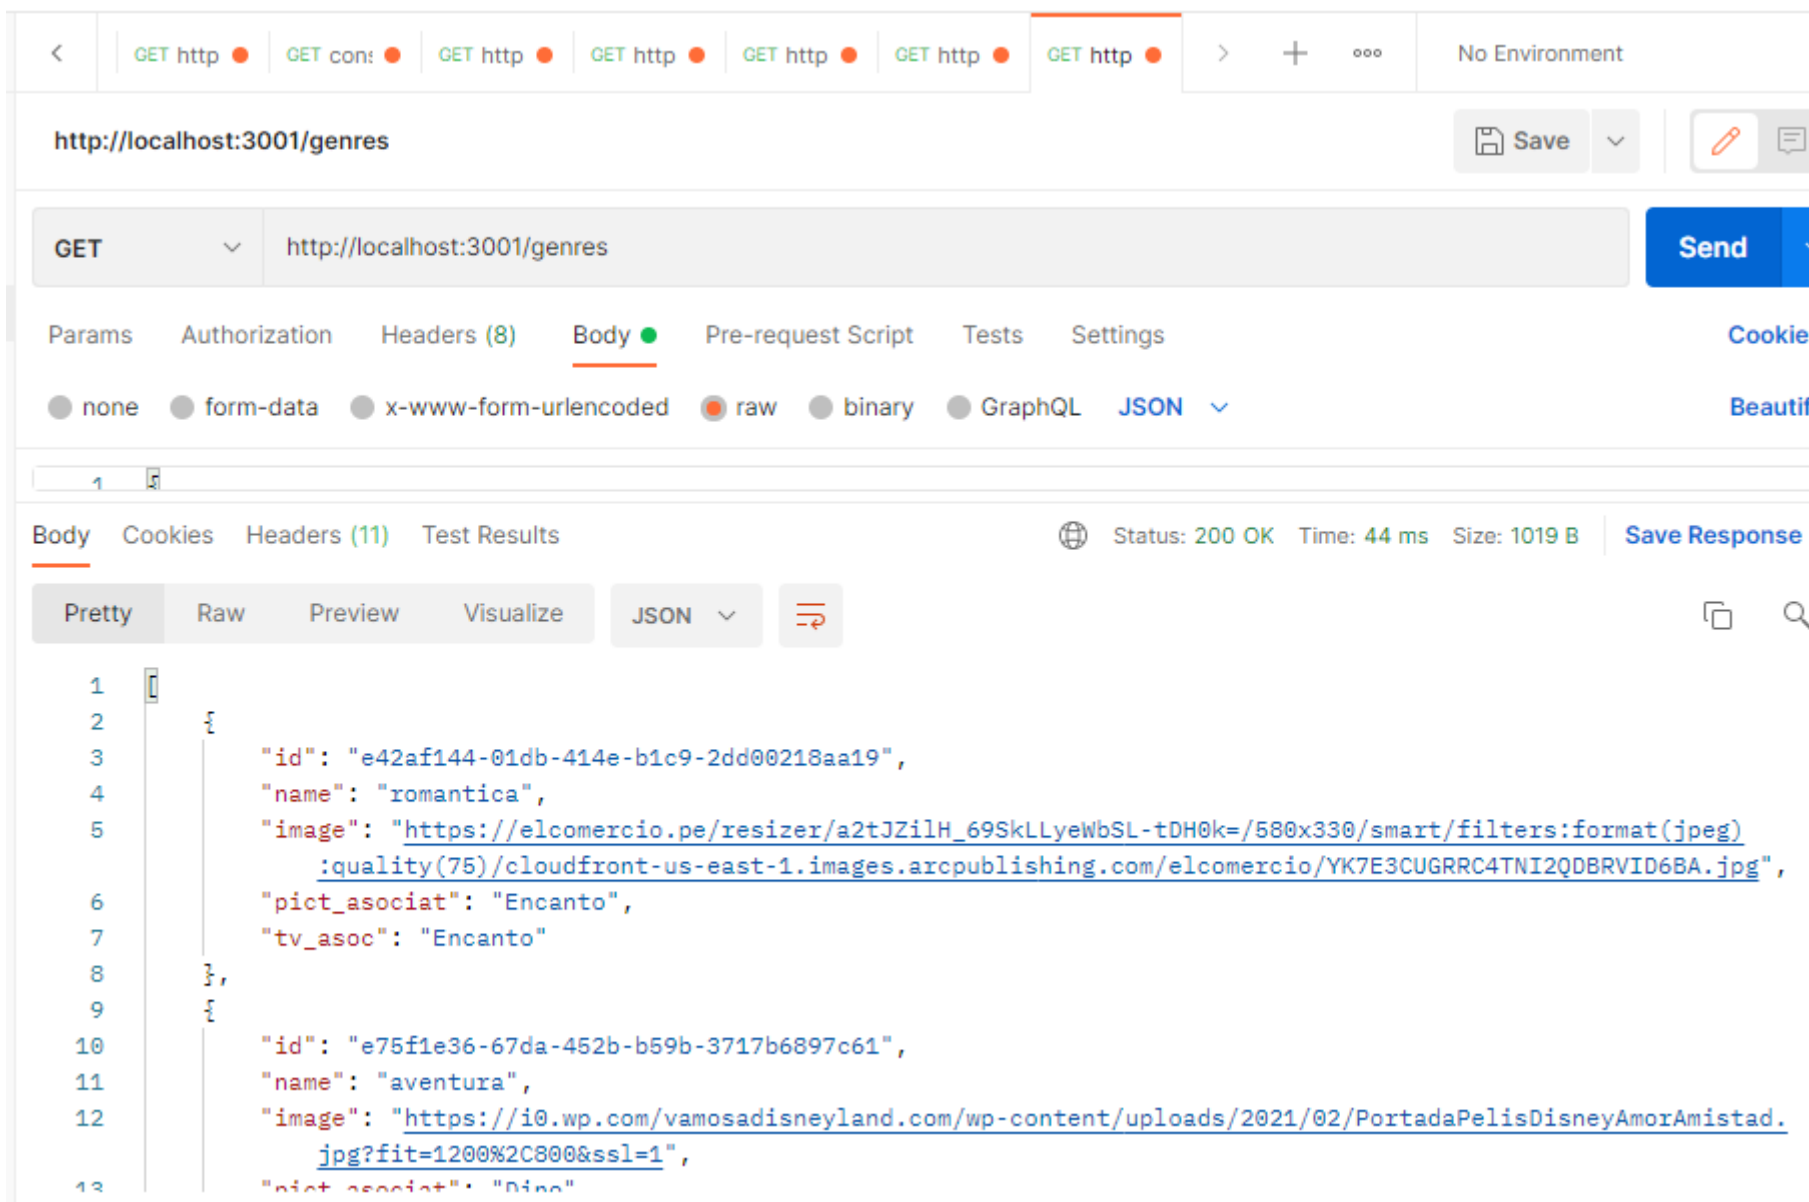 GET http GET con: GET http GET http GET http GET http GET http No Environment
http://localhost:3001/genres Save
GET http://localhost:3001/genres Send
Params Authorization Headers (8) Body Pre-request Script Tests Settings Cookie
none form-data x-www-form-urlencoded raw binary GraphQL JSON Beautif
1 {
Body Cookies Headers (11) Test Results Status: 200 OK Time: 44 ms Size: 1019 B Save Response
Pretty Raw Preview Visualize JSON
1 [
2 {
3 "id": "e42af144-01db-414e-b1c9-2dd00218aa19",
4 "name": "romantica",
5 "image": "https://elcomercio.pe/resizer/a2tJZilH_69SkLLyeWbSL-tDH0k=/580x330/smart/filters:format(jpeg)
:quality(75)/cloudfront-us-east-1.images.arcpublishing.com/elcomercio/YK7E3CUGRRC4TNI2QDBRVID6BA.jpg",
6 "pict_asociat": "Encanto",
7 "tv_asoc": "Encanto"
8 },
9 {
10 "id": "e75f1e36-67da-452b-b59b-3717b6897c61",
11 "name": "aventura",
12 "image": "https://i0.wp.com/vamosadisneyland.com/wp-content/uploads/2021/02/PortadaPelisDisneyAmorAmistad.
jpg?fit=1200%2C800&ssl=1",
13 "pict_asociat": "Dino"